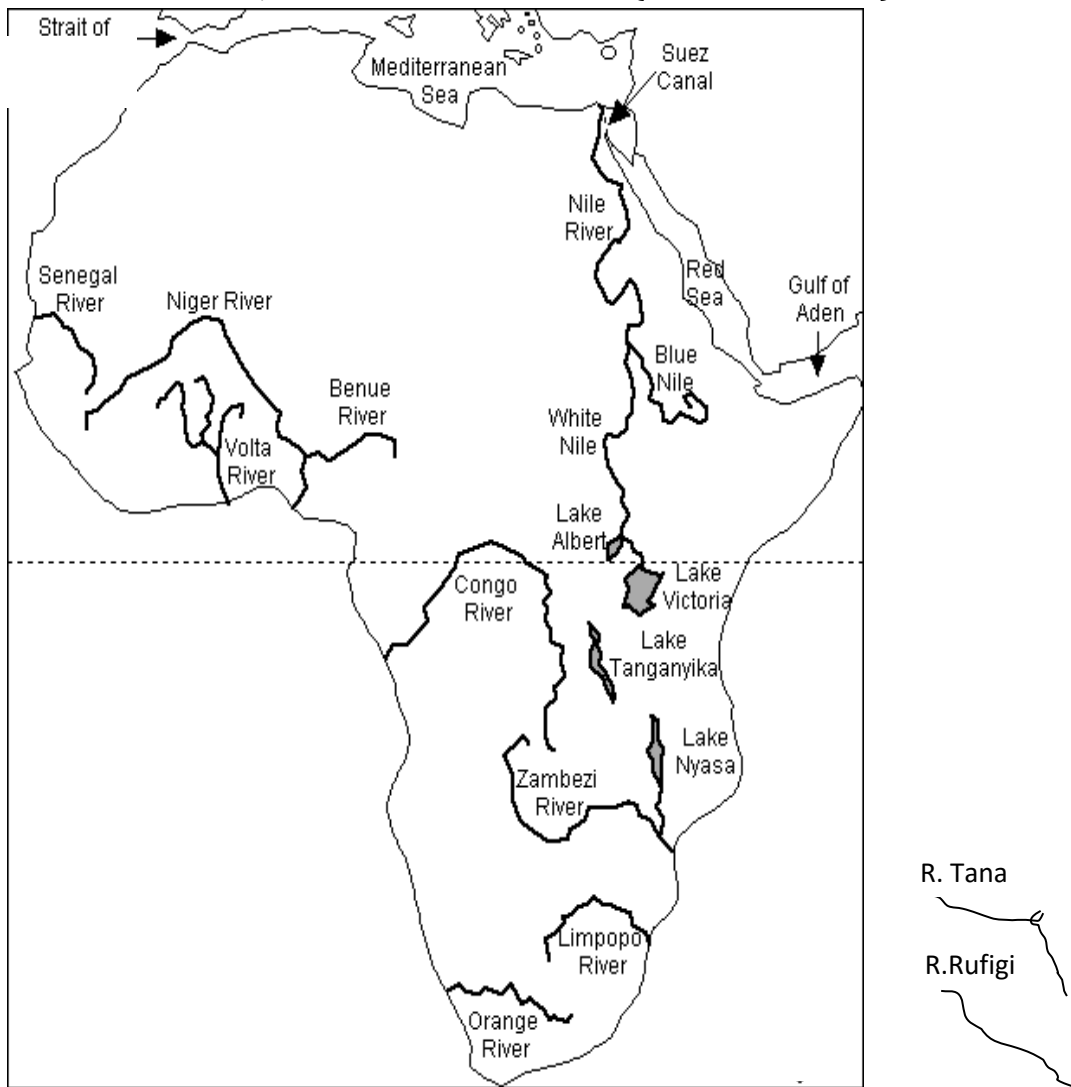 Strait of
Mediterranean
Sea
Suez
Canal
Nile
River
Red
Sea
Gulf of
Aden
Senegal
River
Niger River
Blue
Nile
Benue
River
White
Nile
Volta
River
Lake
Albert
Congo
River
Lake
Victoria
Lake
Tanganyika
Lake
Nyasa
Zambezi
River
R. Tana
Limpopo
River
R.Rufigi
Orange
River